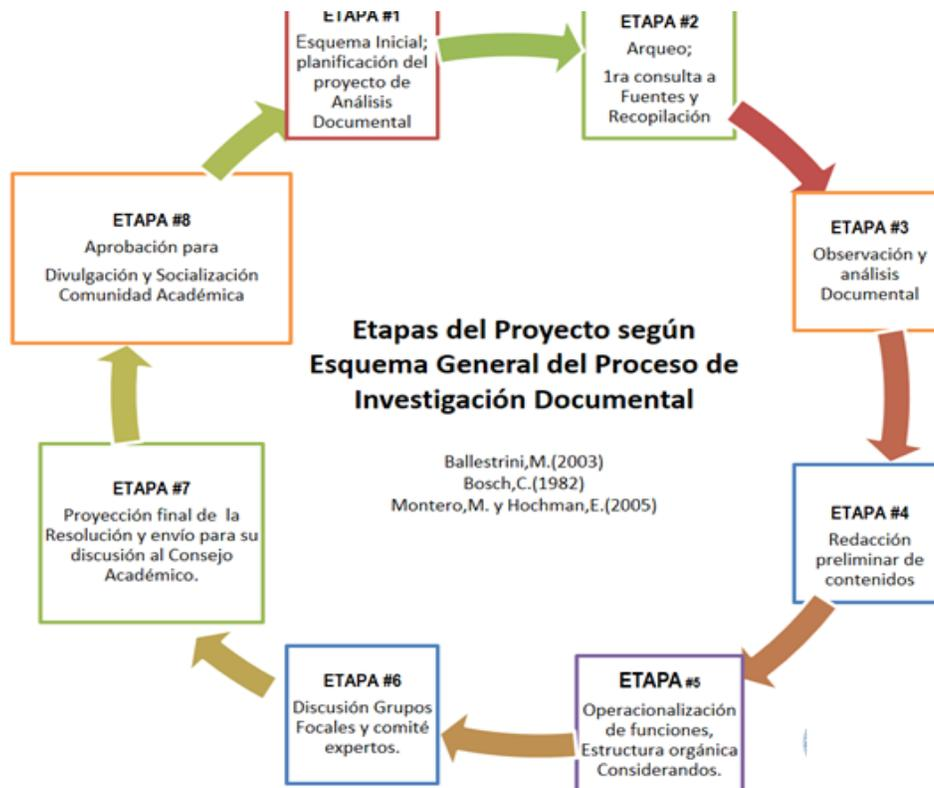 ETAPA #1
Esquema Inicial;
planificación del
proyecto de
Análisis
Documental
ETAPA #2
Arqueo;
1ra consulta a
Fuentes y
Recopilación
ETAPA #3
Observación y
análisis
Documental
ETAPA #4
Redacción
preliminar de
contenidos
ETAPA #5
Operacionalización
de funciones,
Estructura orgánica
Considerandos.
ETAPA #6
Discusión Grupos
Focales y comité
expertos.
ETAPA #7
Proyección final de la
Resolución y envío para su
discusión al Consejo
Académico.
ETAPA #8
Aprobación para
Divulgación y Socialización
Comunidad Académica
Etapas del Proyecto según
Esquema General del Proceso de
Investigación Documental
Ballestrini,M.(2003)
Bosch,C.(1982)
Montero,M. y Hochman,E.(2005)